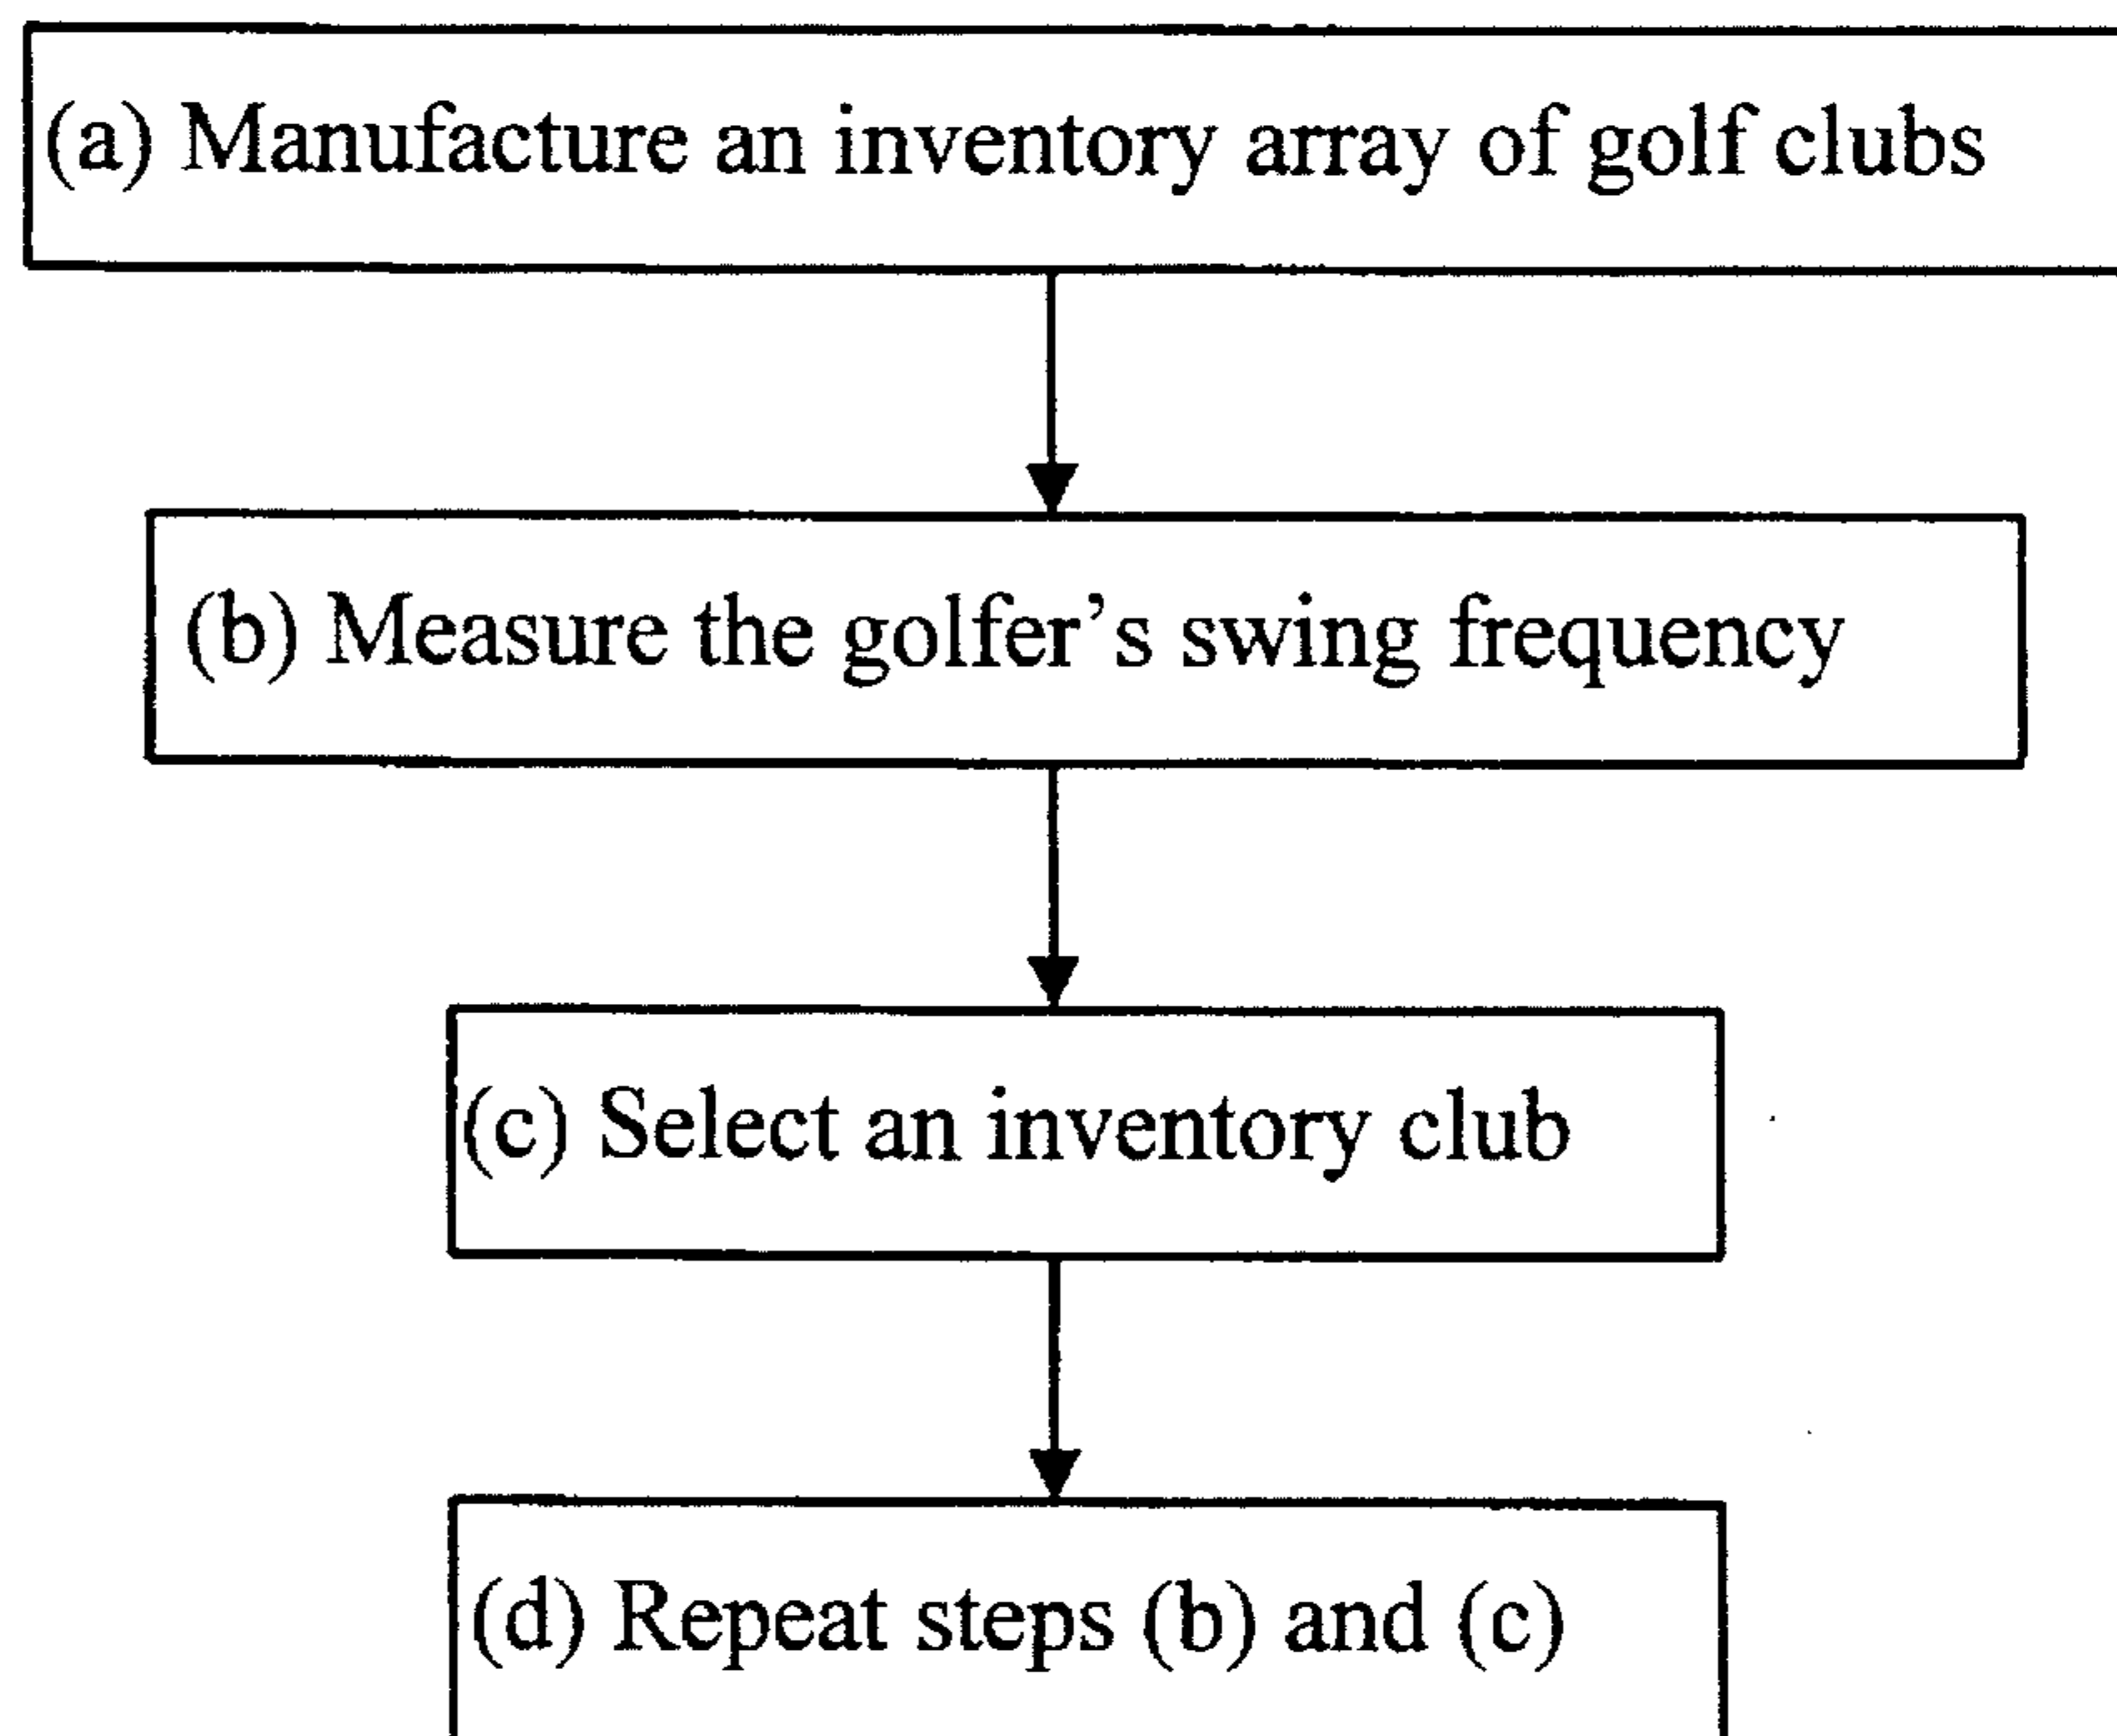 (a) Manufacture an inventory array of golf clubs
(b) Measure the golfer’s swing frequency
(c) Select an inventory club
(d) Repeat steps (b) and (c)